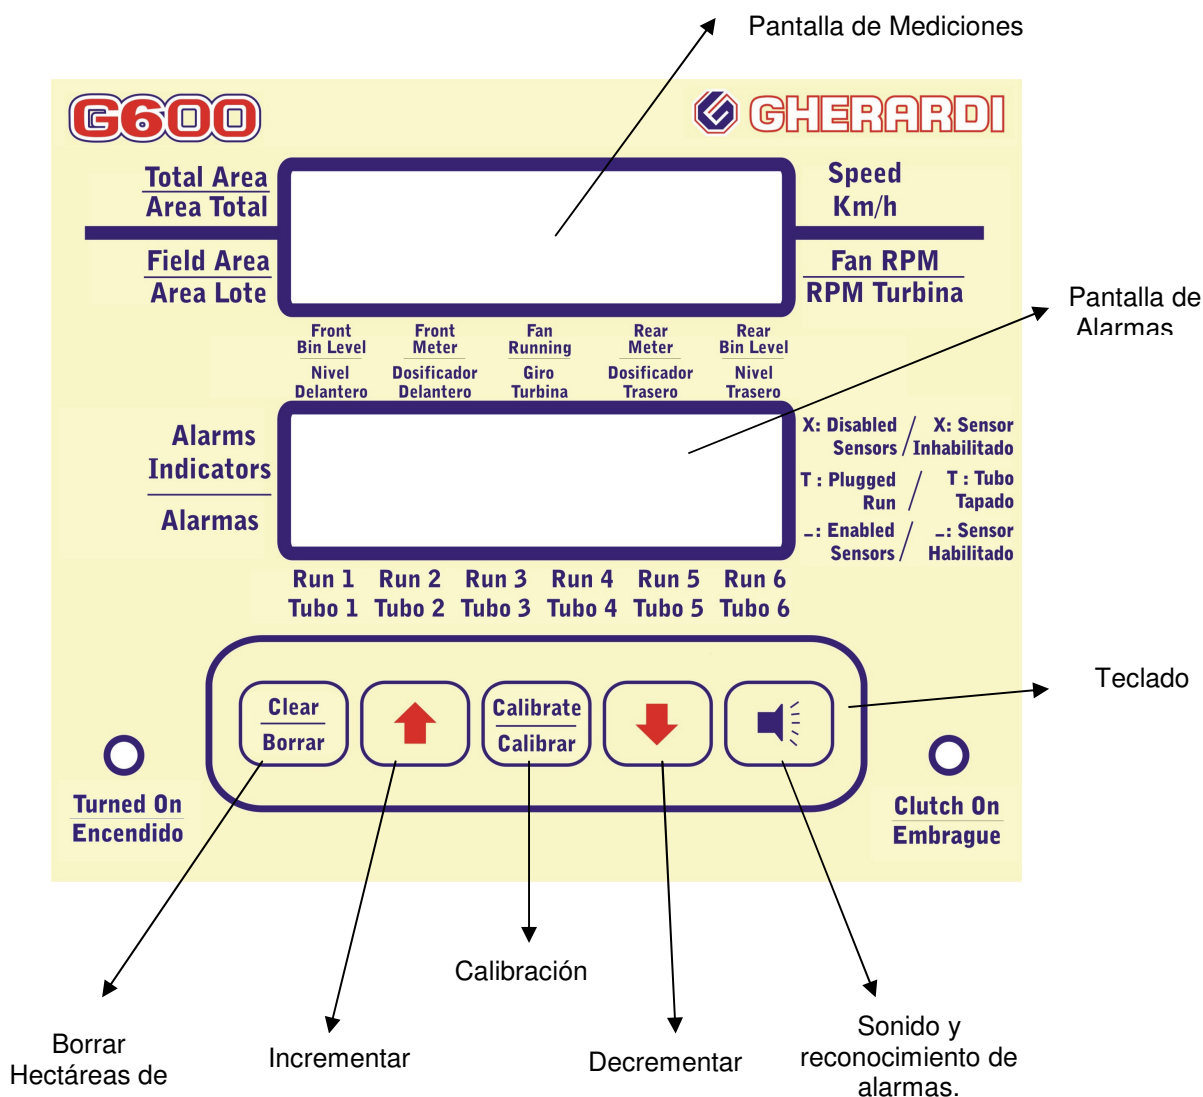 Pantalla de Mediciones
G600
GHERARDI
Total Area
Area Total
Speed
Km/h
Field Area
Area Lote
Fan RPM
RPM Turbina
Pantalla de
Alarmas
Front
Bin Level
Nivel
Delantero
Front
Meter
Dosificador
Delantero
Fan
Running
Giro
Turbina
Rear
Meter
Dosificador
Trasero
Rear
Bin Level
Nivel
Trasero
Alarms
Indicators
Alarmas
X: Disabled / X: Sensor
Sensors / Inhabilitado
T : Plugged / T : Tubo
Run / Tapado
–: Enabled / –: Sensor
Sensors / Habilitado
Run 1 Run 2 Run 3 Run 4 Run 5 Run 6
Tubo 1 Tubo 2 Tubo 3 Tubo 4 Tubo 5 Tubo 6
Teclado
Clear
Borrar
Calibrate
Calibrar
Turned On
Encendido
Clutch On
Embrague
Calibración
Borrar
Hectáreas de
Incrementar
Decrementar
Sonido y
reconocimiento de
alarmas.